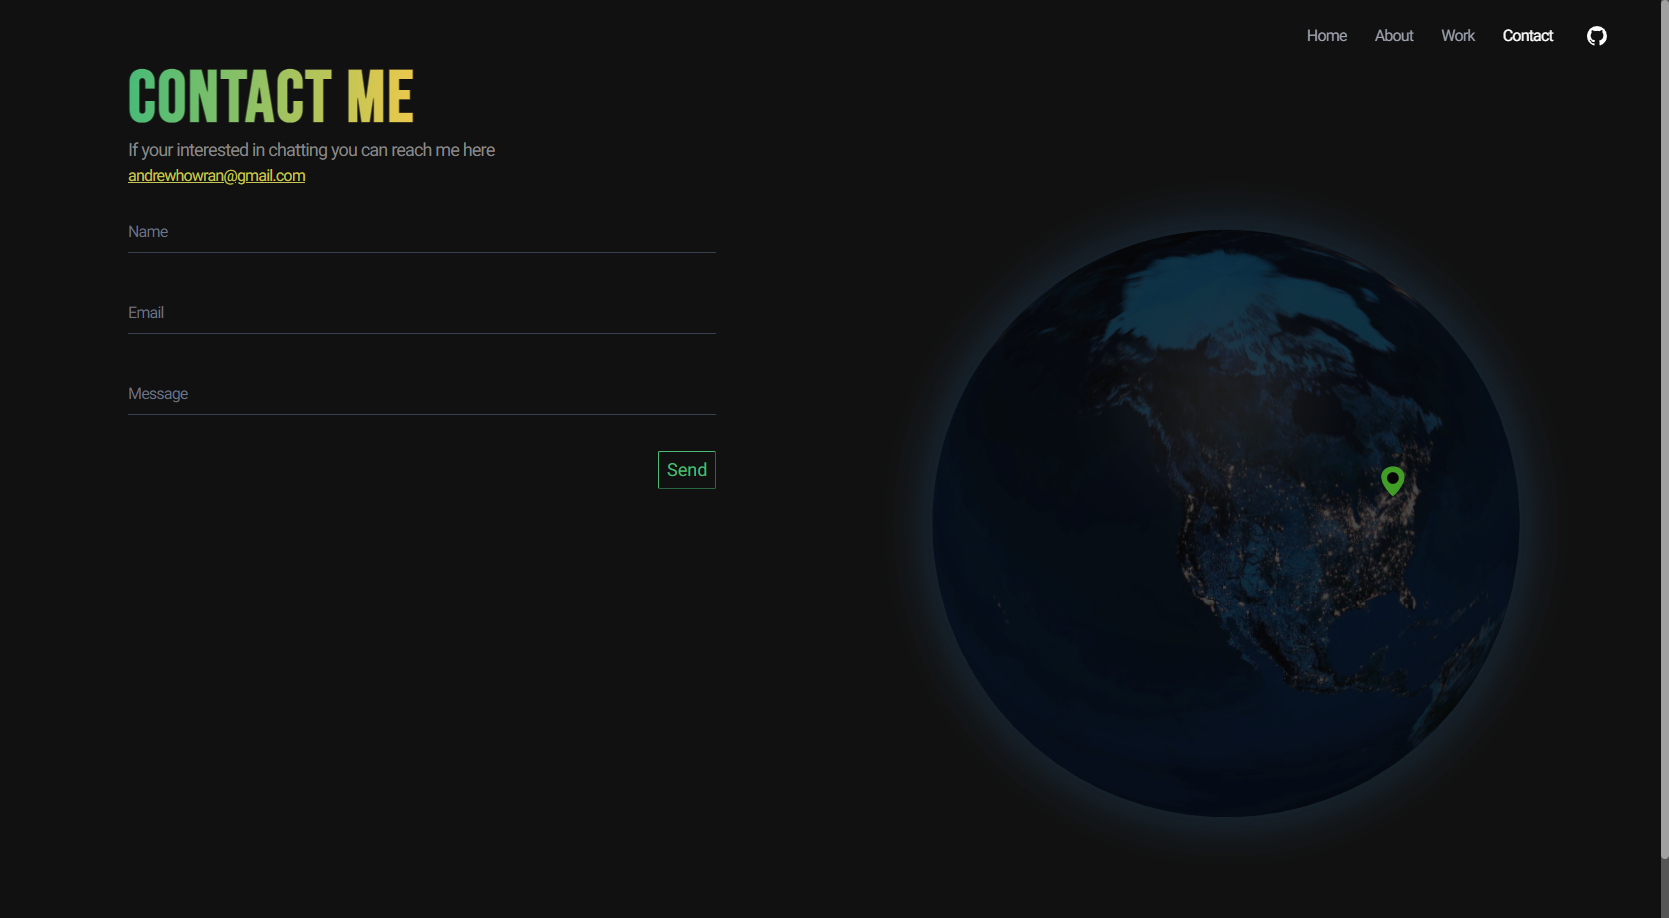 Home About Work Contact
CONTACT ME
If your interested in chatting you can reach me here
andrewhowran@gmail.com
Name
Email
Message
Send